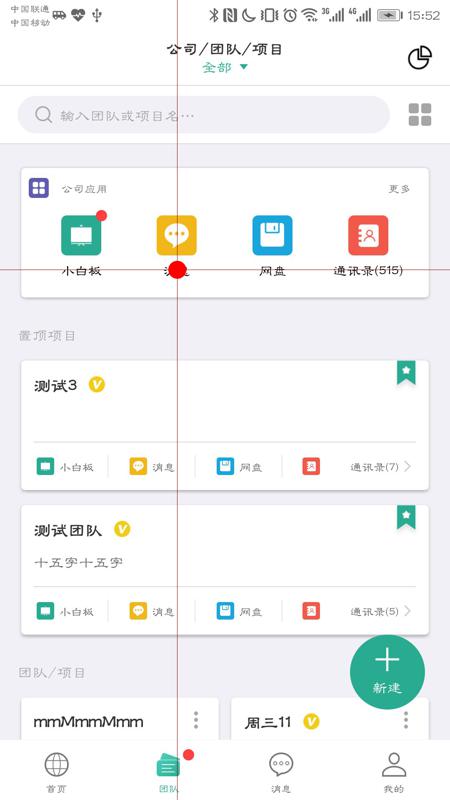 中国联通
中国移动
3G 4G 15:52
公司/团队/项目
全部
输入团队或项目名…
公司应用 更多
小白板 网盘 通讯录(515)
置顶项目
测试3 V
小白板 消息 网盘 通讯录(7)
测试团队 V
十五字十五字
小白板 消息 网盘 通讯录(5)
团队/项目
新建
mmMmmMmm 周三11 V
首页 团队 消息 我的